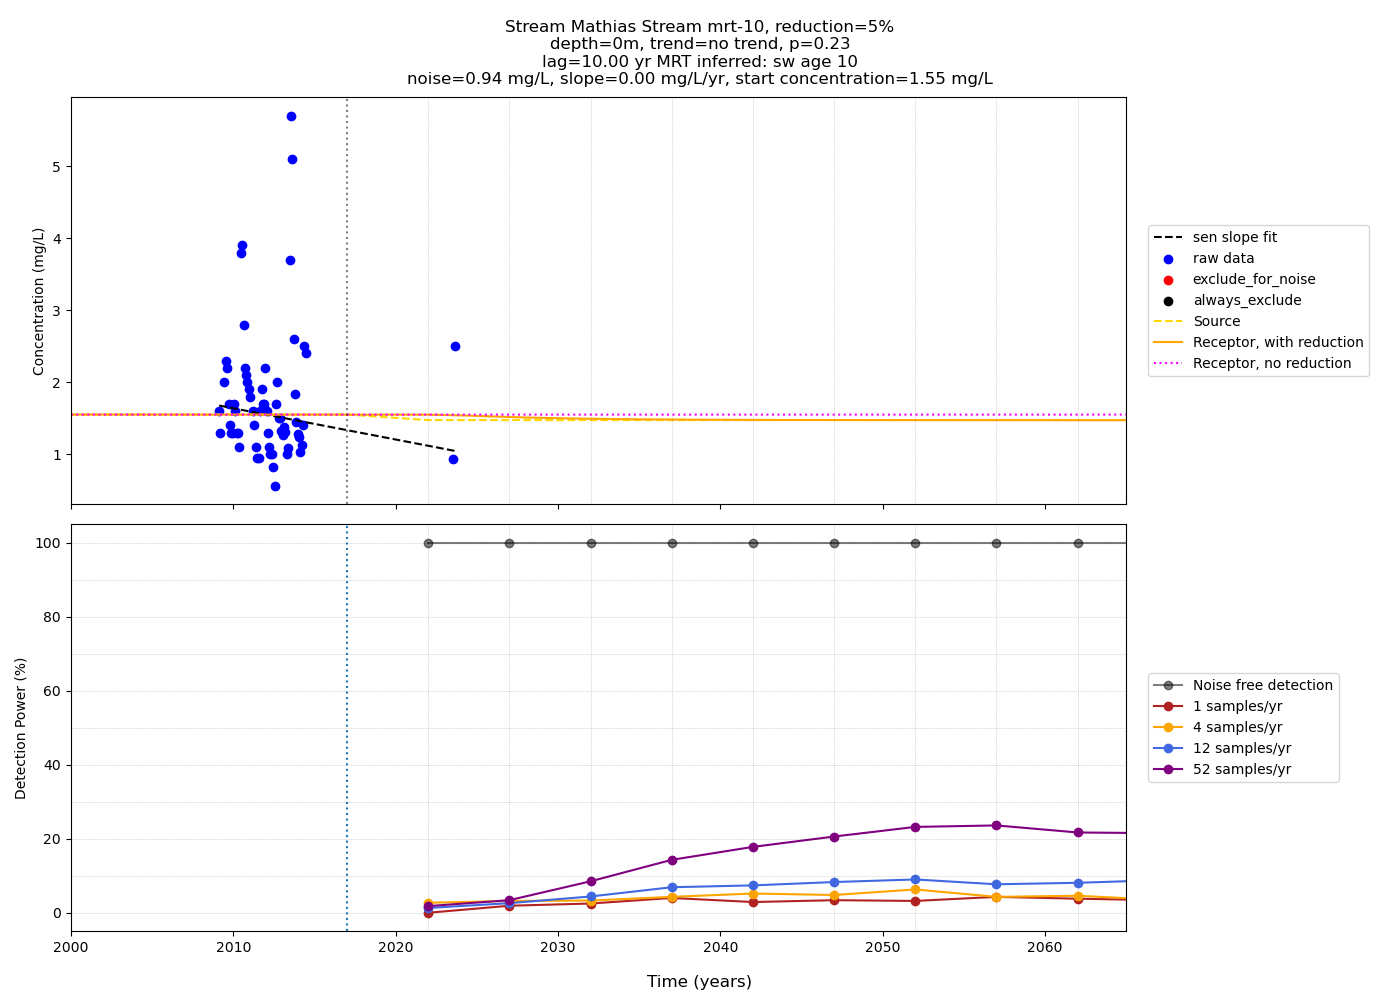 Stream Mathias Stream mrt-10, reduction=5%
depth=0m, trend=no trend, p=0.23
lag=10.00 yr MRT inferred: sw age 10
noise=0.94 mg/L, slope=0.00 mg/L/yr, start concentration=1.55 mg/L
Concentration (mg/L)
5
4
3
2
1
sen slope fit
raw data
exclude_for_noise
always_exclude
Source
Receptor, with reduction
Receptor, no reduction
Detection Power (%)
100
80
60
40
20
0
Noise free detection
1 samples/yr
4 samples/yr
12 samples/yr
52 samples/yr
2000 2010 2020 2030 2040 2050 2060
Time (years)